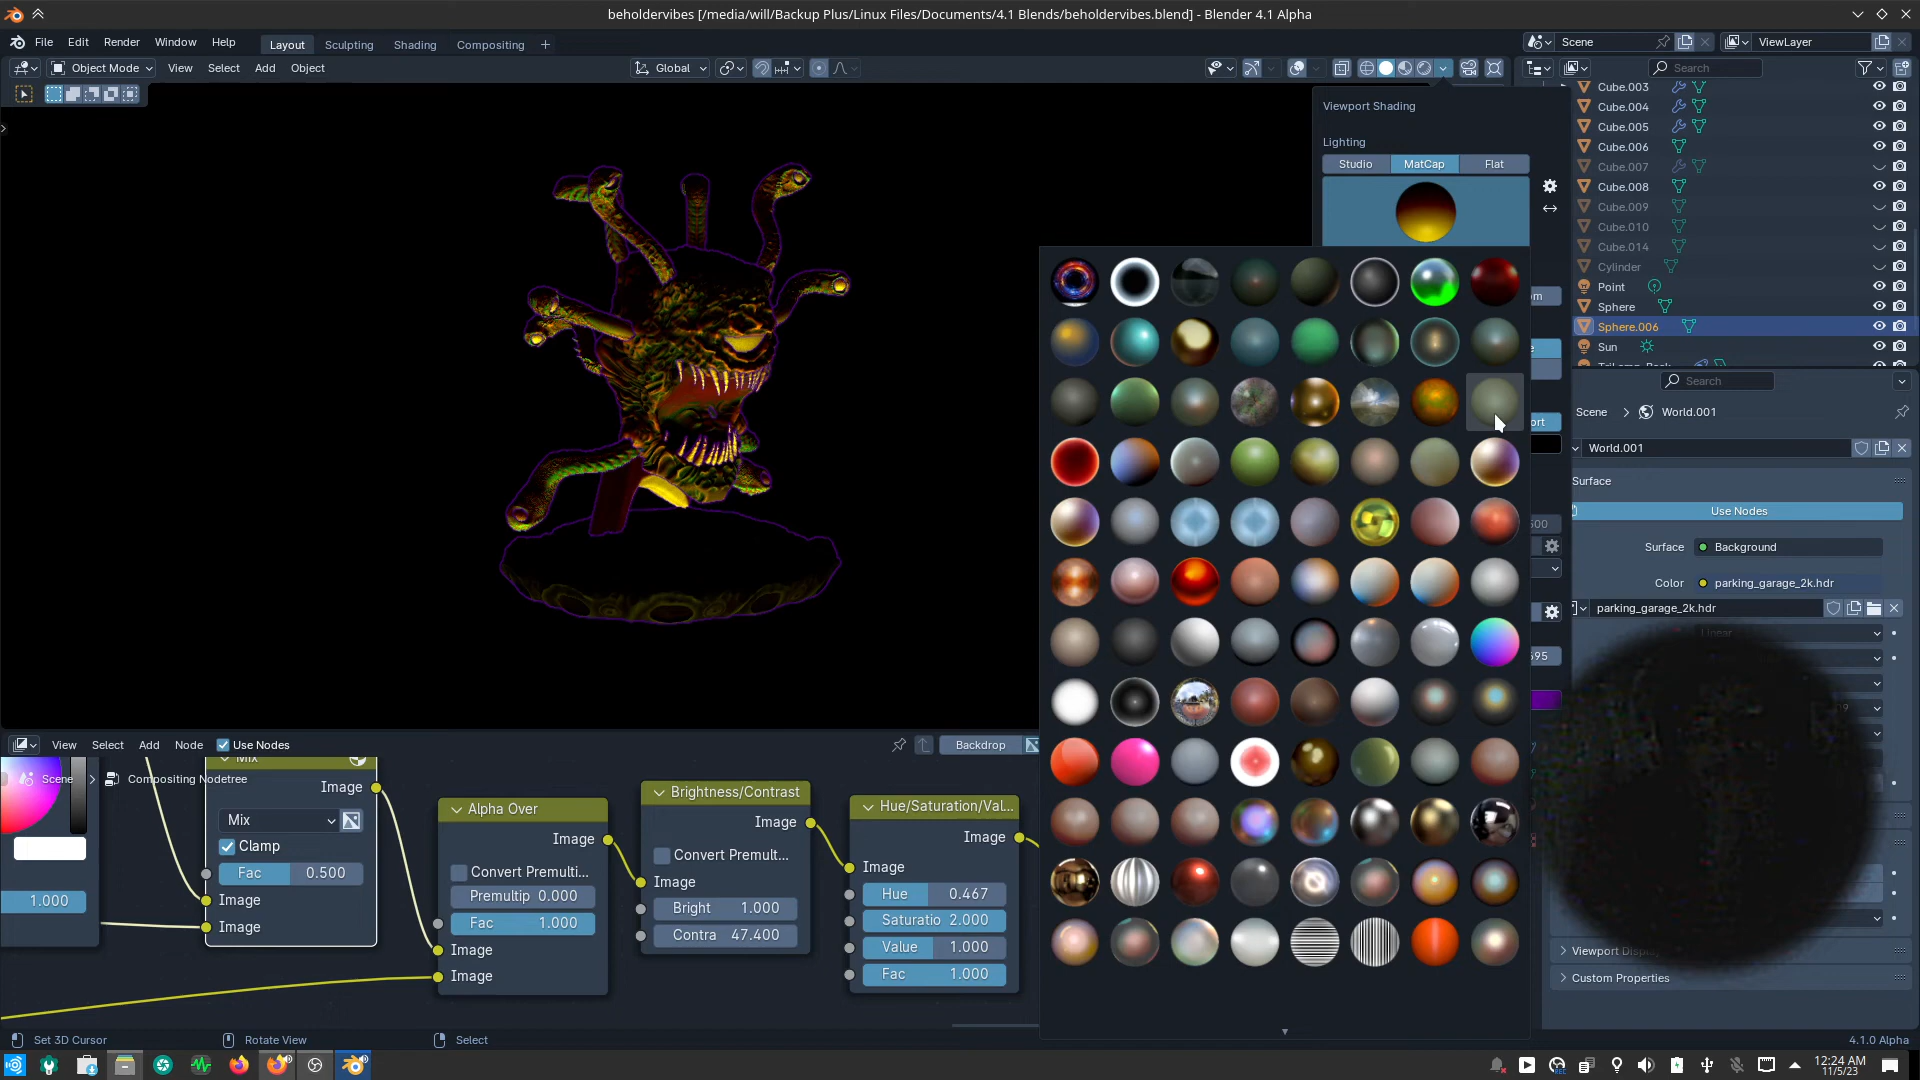 beholdervibes [/media/will/Backup Plus/Linux Files/Documents/4.1 Blends/beholdervibes.blend] - Blender 4.1 Alpha
File Edit Render Window Help
Layout Sculpting Shading Compositing +
Scene
ViewLayer
Object Mode View Select Add Object
Global
Search
Viewport Shading
Lighting
Studio MatCap Flat
Cube.003
Cube.004
Cube.005
Cube.006
Cube.007
Cube.008
Cube.009
Cube.010
Cube.014
Cylinder
Point
Sphere
Sphere.006
Sun
Search
Scene > World.001
World.001
Surface
Use Nodes
Surface Background
Color parking_garage_2k.hdr
parking_garage_2k.hdr
Linear
Custom Properties
View Select Add Node Use Nodes
Backdrop
Scene > Compositing Nodetree
Mix
Image
Mix
Clamp
Fac 0.500
Image
Image
1.000
Alpha Over
Image
Convert Premulti...
Premultip 0.000
Fac 1.000
Image
Image
Brightness/Contrast
Image
Convert Premult...
Image
Bright 1.000
Contra 47.400
Hue/Saturation/Val...
Image
Image
Hue 0.467
Saturatio 2.000
Value 1.000
Fac 1.000
Set 3D Cursor
Rotate View
Select
4.1.0 Alpha
12:24 AM
11/5/23